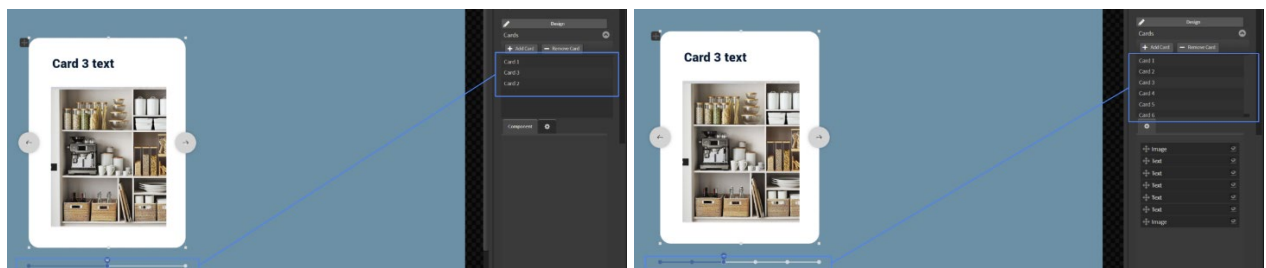 Design
Cards
Add Card
Remove Card
Card 3 text
Card 1
Card 3
Card 2
Component
Design
Cards
Add Card
Remove Card
Card 3 text
Card 1
Card 2
Card 3
Card 4
Card 5
Card 6
Image
Text
Text
Text
Text
Text
Image